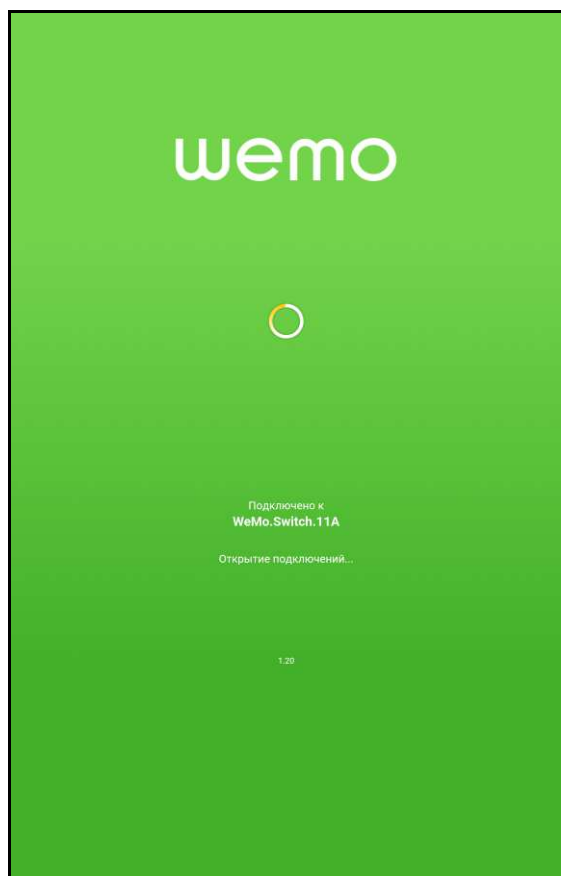 wemo
Подключено к
WeMo.Switch.11A
Открытие подключений...
1.20